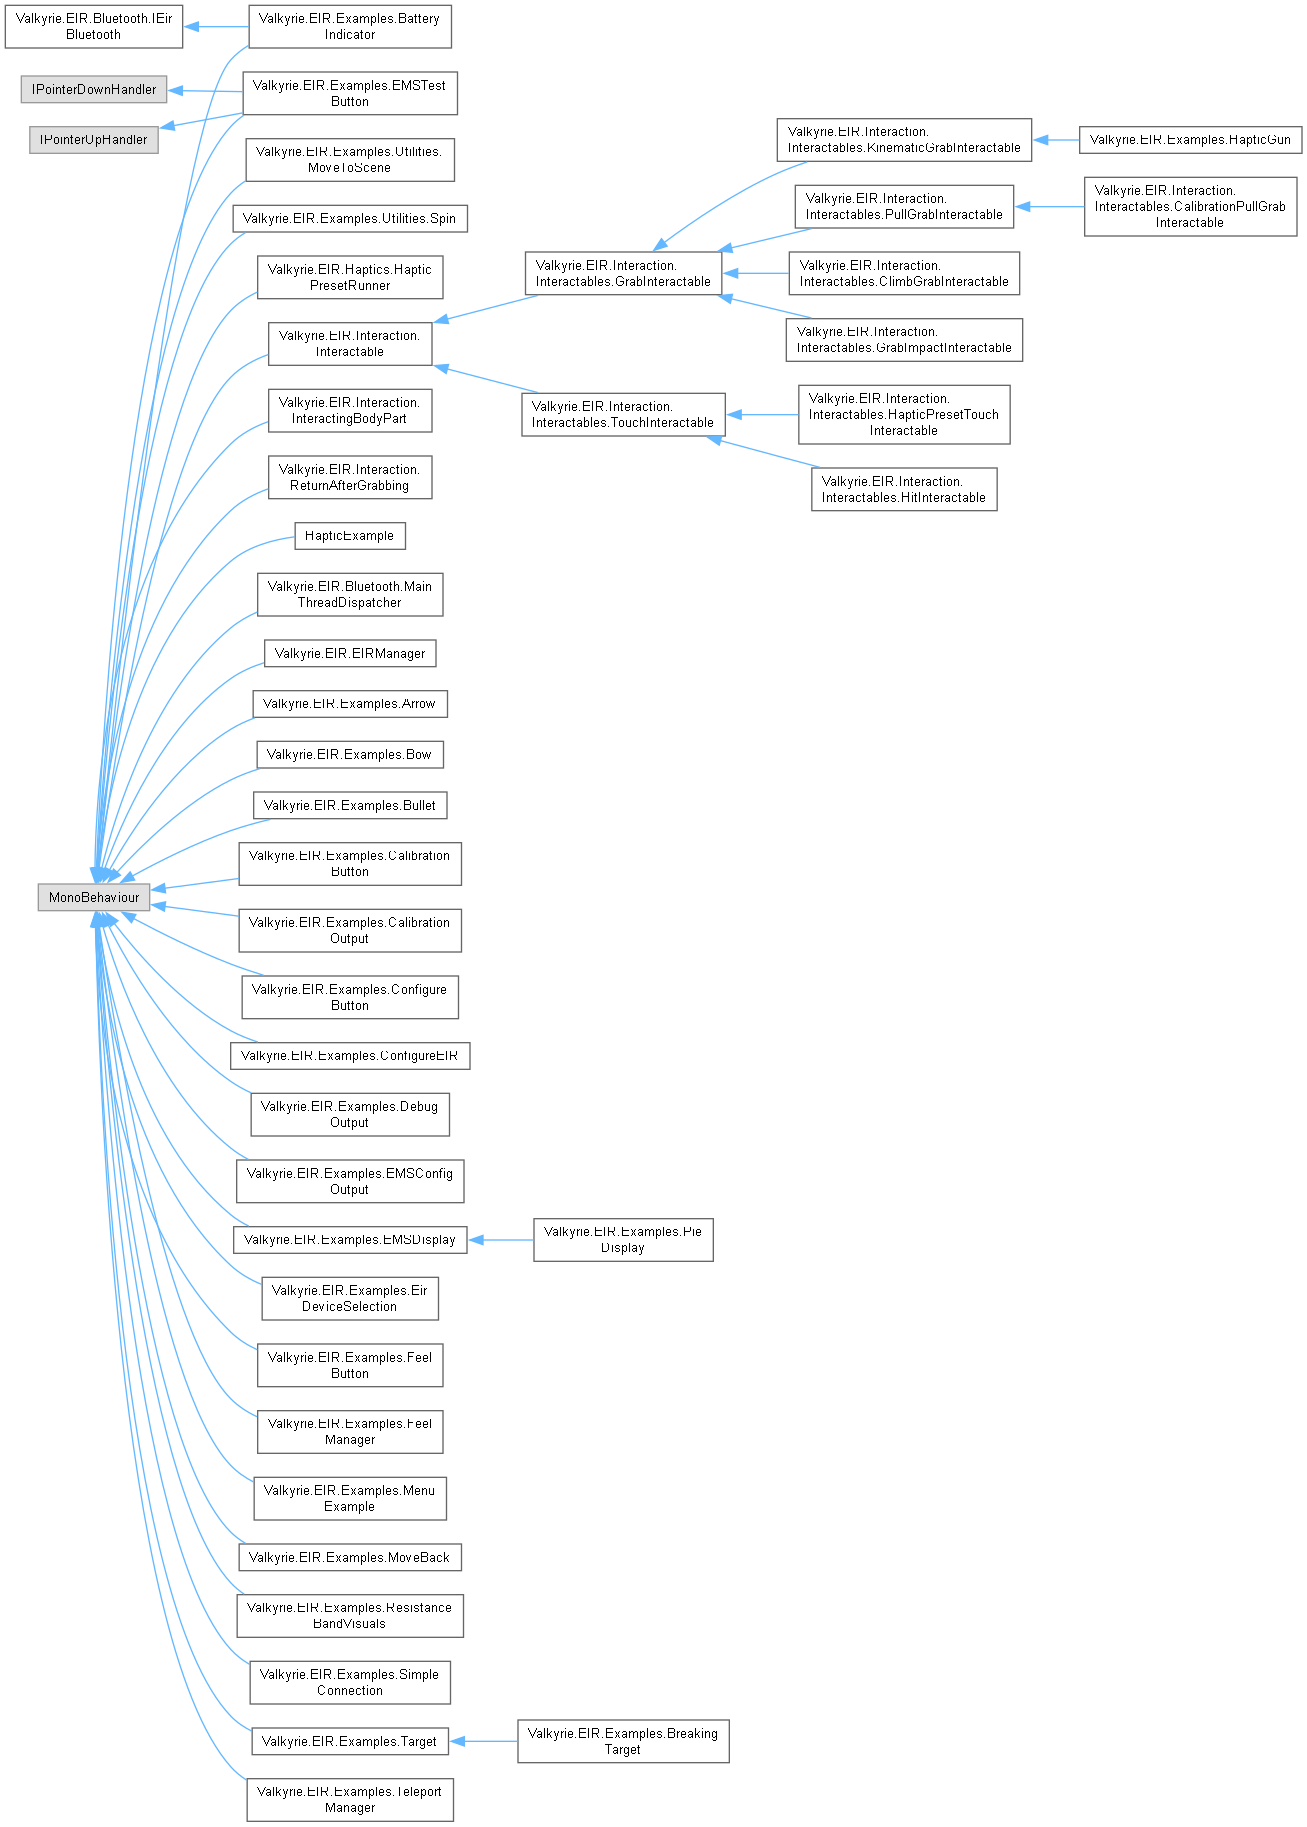 Valkyrie.EIR.Bluetooth.IEir
Bluetooth
Valkyrie.EIR.Examples.Battery
Indicator
IPointerDownHandler
Valkyrie.EIR.Examples.EMSTest
Button
IPointerUpHandler
Valkyrie.EIR.Examples.Utilities.
MoveToScene
Valkyrie.EIR.Examples.Utilities.Spin
Valkyrie.EIR.Haptics.Haptic
PresetRunner
Valkyrie.EIR.Interaction.
Interactable
Valkyrie.EIR.Interaction.
Interactables.GrabInteractable
Valkyrie.EIR.Interaction.
Interactables.KinematicGrabInteractable
Valkyrie.EIR.Examples.HapticGun
Valkyrie.EIR.Interaction.
Interactables.PullGrabInteractable
Valkyrie.EIR.Interaction.
Interactables.CalibrationPullGrab
Interactable
Valkyrie.EIR.Interaction.
Interactables.ClimbGrabInteractable
Valkyrie.EIR.Interaction.
Interactables.GrabImpactInteractable
Valkyrie.EIR.Interaction.
Interactables.TouchInteractable
Valkyrie.EIR.Interaction.
Interactables.HapticPresetTouch
Interactable
Valkyrie.EIR.Interaction.
Interactables.HitInteractable
Valkyrie.EIR.Interaction.
InteractingBodyPart
Valkyrie.EIR.Interaction.
ReturnAfterGrabbing
HapticExample
Valkyrie.EIR.Bluetooth.Main
ThreadDispatcher
Valkyrie.EIR.EIRManager
Valkyrie.EIR.Examples.Arrow
Valkyrie.EIR.Examples.Bow
Valkyrie.EIR.Examples.Bullet
Valkyrie.EIR.Examples.Calibration
Button
MonoBehaviour
Valkyrie.EIR.Examples.Calibration
Output
Valkyrie.EIR.Examples.Configure
Button
Valkyrie.EIR.Examples.ConfigureEIR
Valkyrie.EIR.Examples.Debug
Output
Valkyrie.EIR.Examples.EMSConfig
Output
Valkyrie.EIR.Examples.EMSDisplay
Valkyrie.EIR.Examples.Pie
Display
Valkyrie.EIR.Examples.Eir
DeviceSelection
Valkyrie.EIR.Examples.Feel
Button
Valkyrie.EIR.Examples.Feel
Manager
Valkyrie.EIR.Examples.Menu
Example
Valkyrie.EIR.Examples.MoveBack
Valkyrie.EIR.Examples.Resistance
BandVisuals
Valkyrie.EIR.Examples.Simple
Connection
Valkyrie.EIR.Examples.Target
Valkyrie.EIR.Examples.Breaking
Target
Valkyrie.EIR.Examples.Teleport
Manager